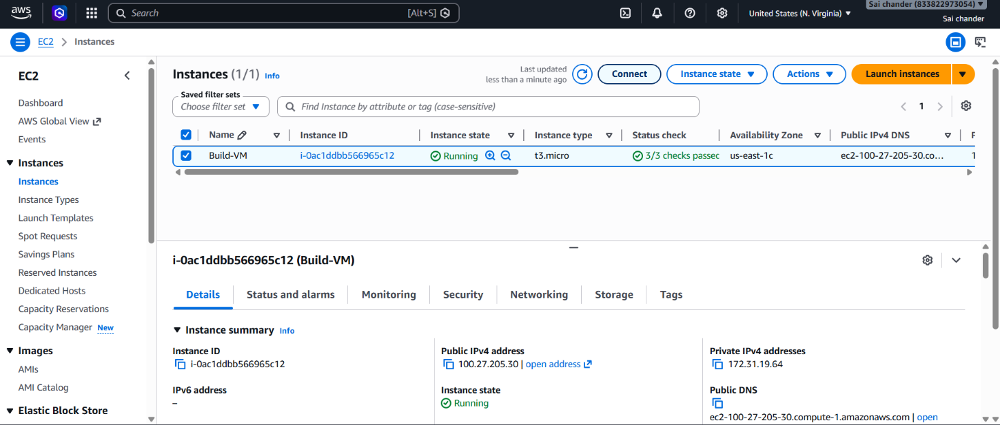 aws
Search [Alt+S]
United States (N. Virginia) ▼
Sai chander (833822973054) ▼
Sai chander
EC2 > Instances
EC2
Dashboard
AWS Global View
Events
▼ Instances
Instances
Instance Types
Launch Templates
Spot Requests
Savings Plans
Reserved Instances
Dedicated Hosts
Capacity Reservations
Capacity Manager New
▼ Images
AMIs
AMI Catalog
▼ Elastic Block Store
Instances (1/1) Info
Last updated
less than a minute ago
Connect
Instance state ▼
Actions ▼
Launch instances ▼
Saved filter sets
Choose filter set ▼
Find Instance by attribute or tag (case-sensitive)
< 1 >
Name Instance ID Instance state Instance type Status check Availability Zone Public IPv4 DNS
Build-VM i-0ac1ddbb566965c12 Running t3.micro 3/3 checks passed us-east-1c ec2-100-27-205-30.co… 1
i-0ac1ddbb566965c12 (Build-VM)
Details Status and alarms Monitoring Security Networking Storage Tags
▼ Instance summary Info
Instance ID
i-0ac1ddbb566965c12
IPv6 address
–
Public IPv4 address
100.27.205.30 | open address
Instance state
Running
Private IPv4 addresses
172.31.19.64
Public DNS
ec2-100-27-205-30.compute-1.amazonaws.com | open